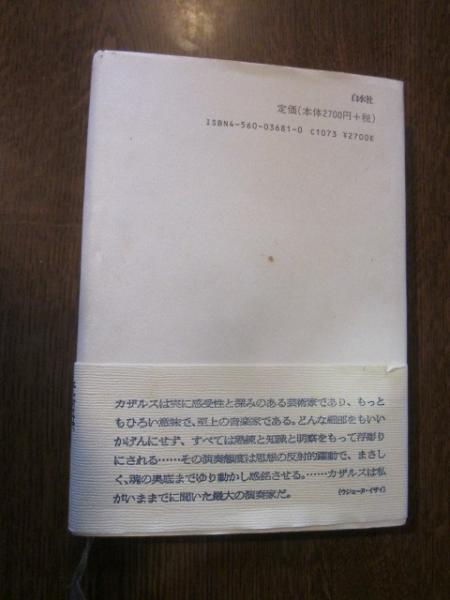 白水社
定価(本体2700円+税)
ISBN4-560-03681-0 C1073 ¥2700E
カザルスは実に感受性と深みのある芸術家であり、もっと
もひろい意味で、至上の音楽家である。どんな細部をもいい
かげんにせず、すべては熟練と知識と明察をもって浮彫り
にされる……その演奏態度は思想の反射的躍動で、まさし
く、魂の奥底までゆり動かし感銘させる。……カザルスは私
がいままでに聞いた最大の演奏家だ。
(ウジェーヌ・イザイ)